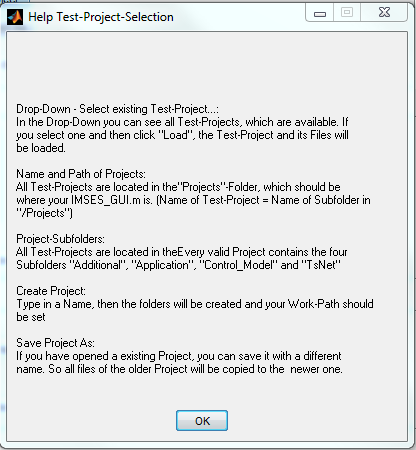 Help Test-Project-Selection
Drop-Down - Select existing Test-Project...:
In the Drop-Down you can see all Test-Projects, which are available. If
you select one and then click "Load", the Test-Project and its Files will
be loaded.
Name and Path of Projects:
All Test-Projects are located in the"Projects"-Folder, which should be
where your IMSES_GUI.m is. (Name of Test-Project = Name of Subfolder in
"/Projects")
Project-Subfolders:
All Test-Projects are located in theEvery valid Project contains the four
Subfolders "Additional", "Application", "Control_Model" and "TsNet"
Create Project:
Type in a Name, then the folders will be created and your Work-Path should
be set
Save Project As:
If you have opened a existing Project, you can save it with a different
name. So all files of the older Project will be copied to the  newer one.
OK